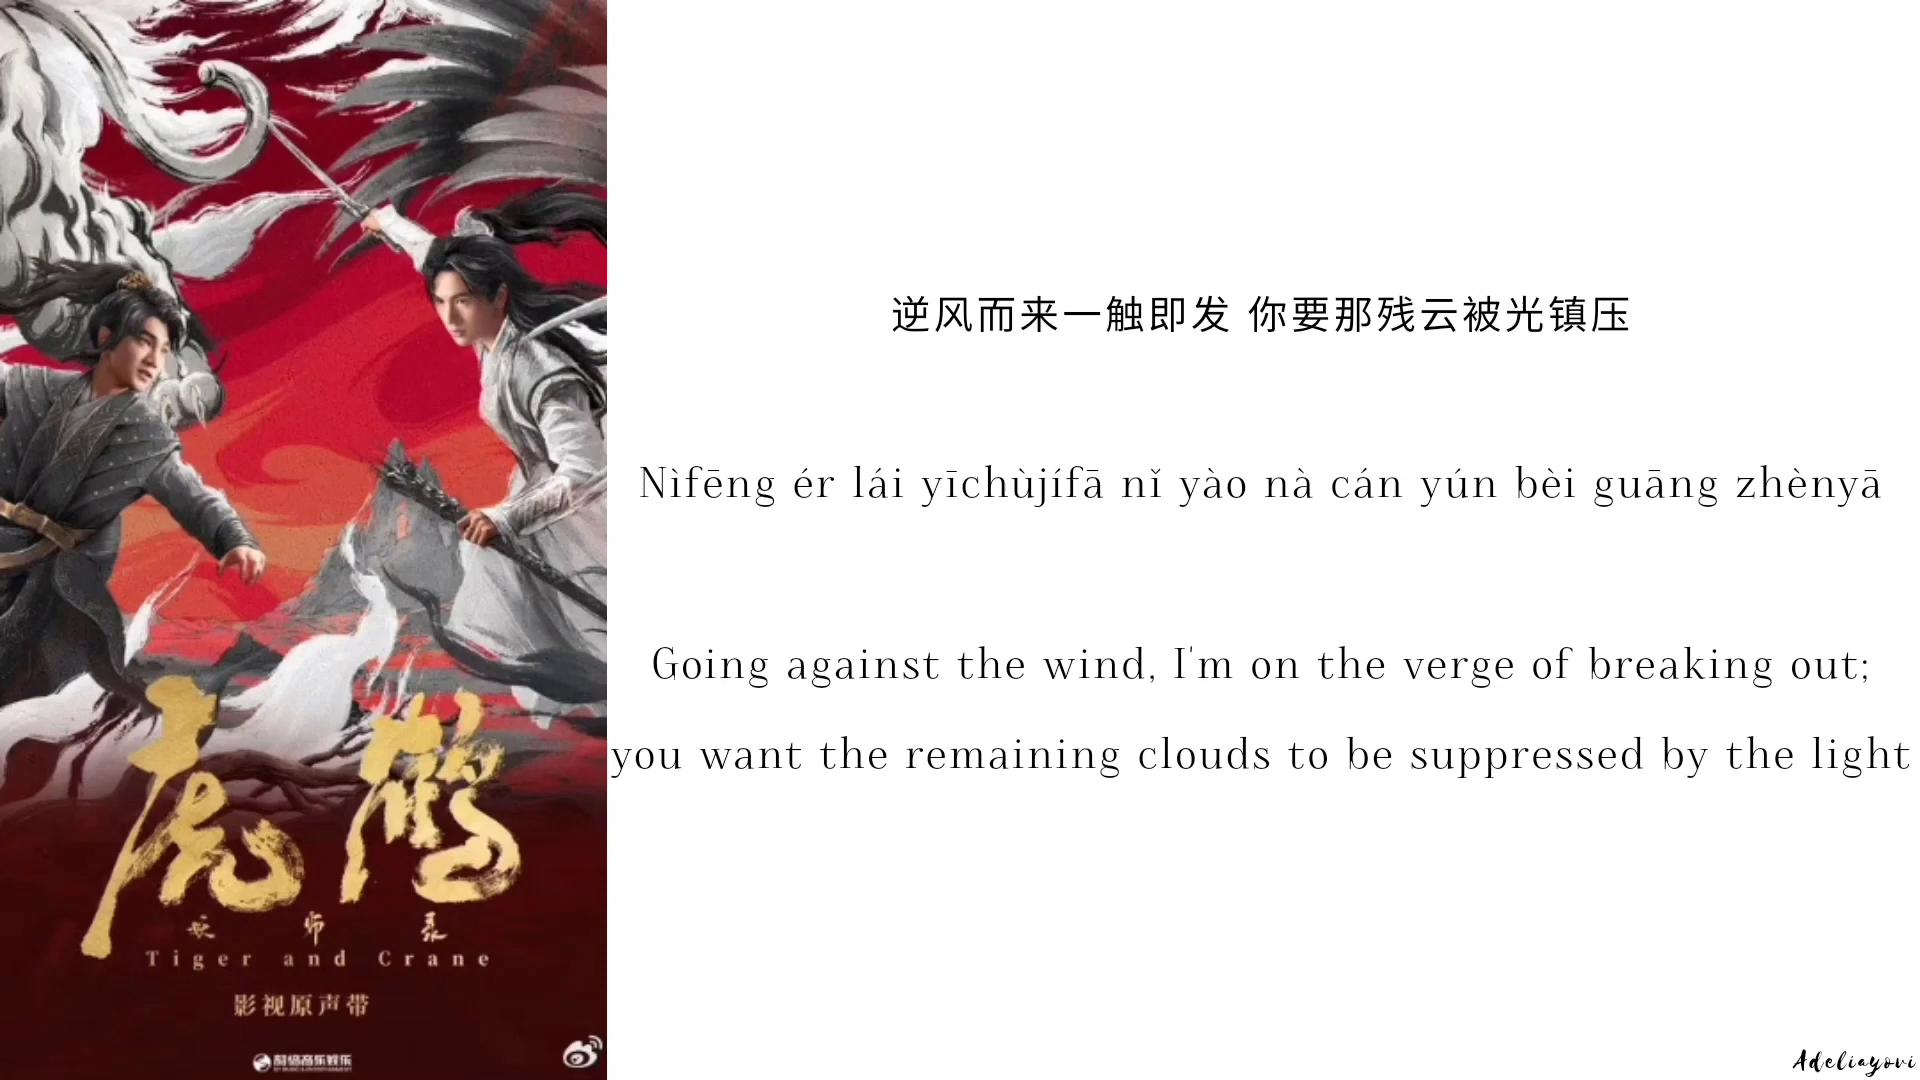 虎鹤
妖师录
Tiger and Crane
影视原声带
逆风而来一触即发 你要那残云被光镇压
Nìfēng ér lái yīchùjífā nǐ yào nà cán yún bèi guāng zhènyā
Going against the wind, I'm on the verge of breaking out;
you want the remaining clouds to be suppressed by the light
Adeliayovi